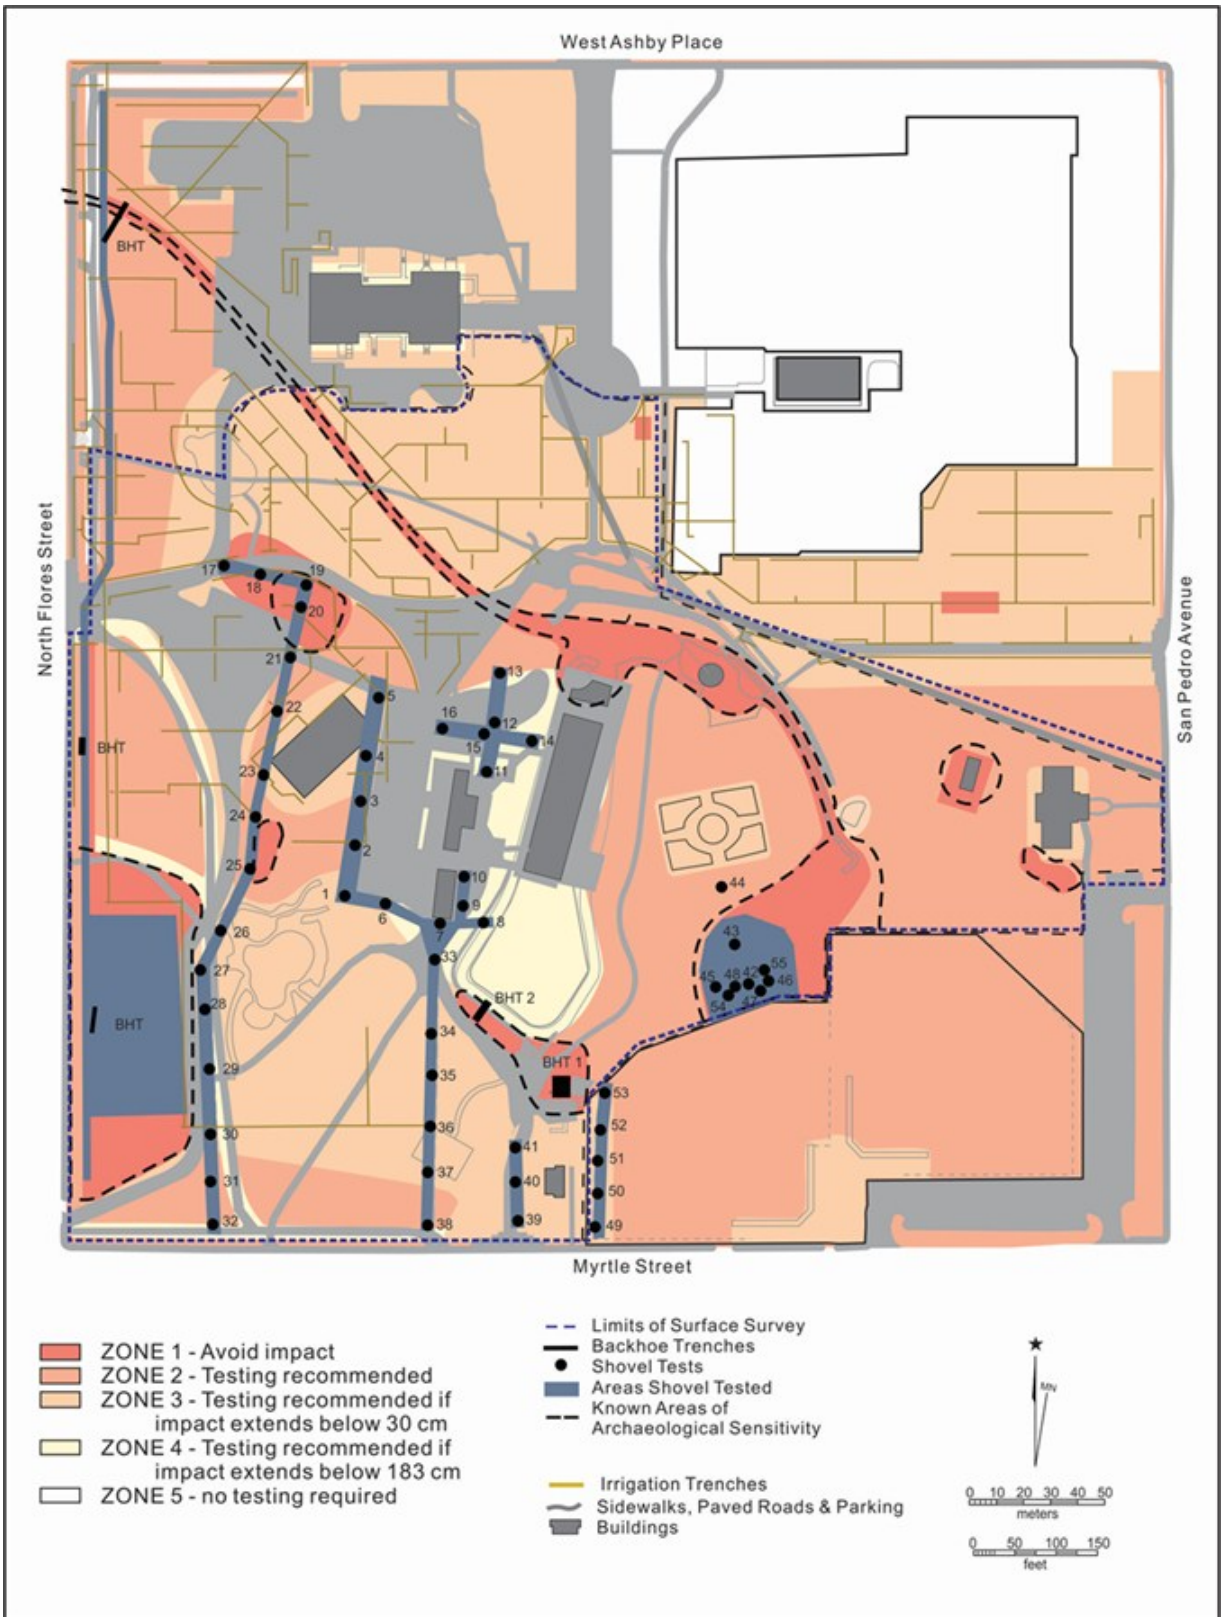 West Ashby Place
BHT
North Flores Street
San Pedro Avenue
17
18
19
20
21
22
5
13
16
12
15
14
BHT
4
11
23
3
24
2
25
10
44
1
6
9
7
8
26
43
33
27
55
45
48
42
46
54
47
28
BHT 2
BHT
34
29
35
BHT 1
53
36
52
30
41
51
37
40
31
50
32
38
39
49
Myrtle Street
ZONE 1 - Avoid impact
ZONE 2 - Testing recommended
ZONE 3 - Testing recommended if
impact extends below 30 cm
ZONE 4 - Testing recommended if
impact extends below 183 cm
ZONE 5 - no testing required
Limits of Surface Survey
Backhoe Trenches
Shovel Tests
Areas Shovel Tested
Known Areas of
Archaeological Sensitivity
Irrigation Trenches
Sidewalks, Paved Roads & Parking
Buildings
MN
0 10 20 30 40 50
meters
0 50 100 150
feet